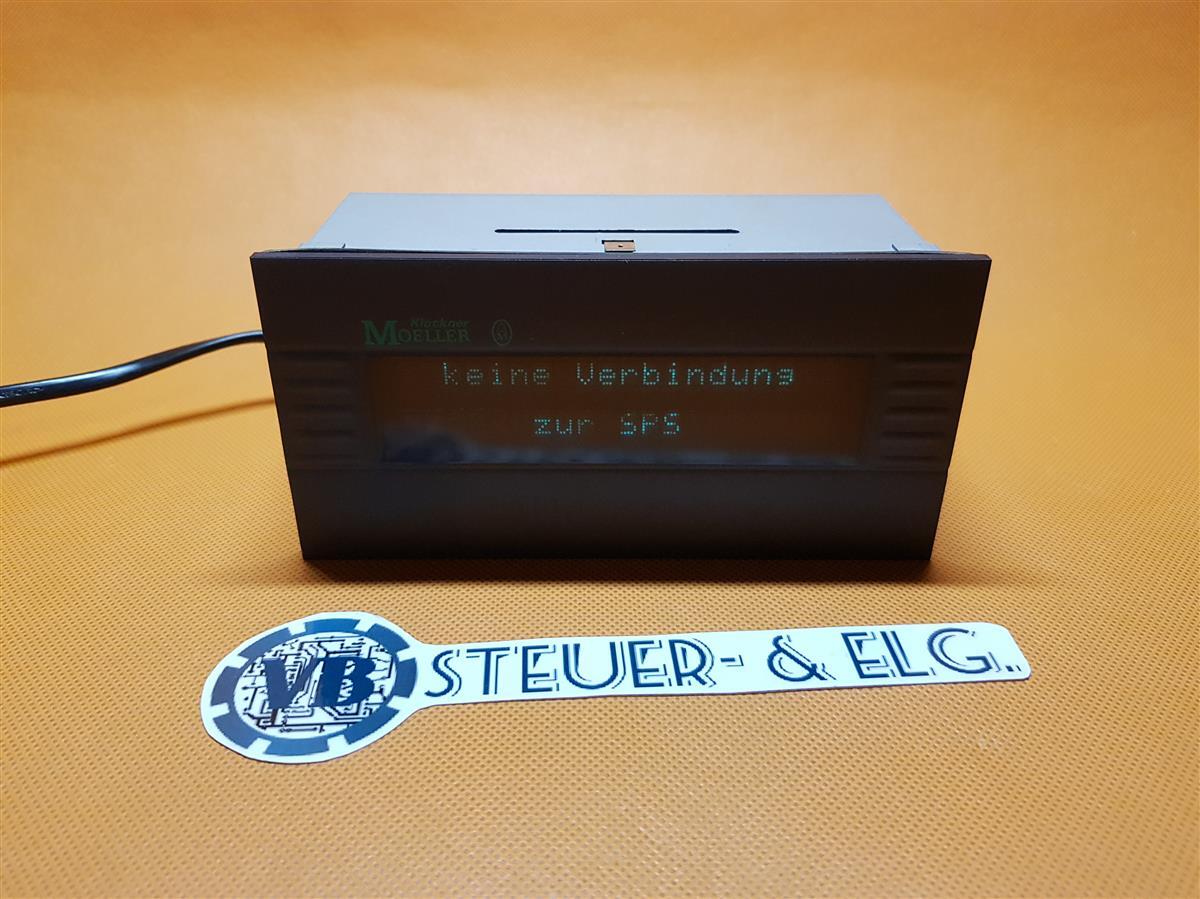 Klöckner
MOELLER
keine Verbindung
zur SPS
VB STEUER- & ELG.